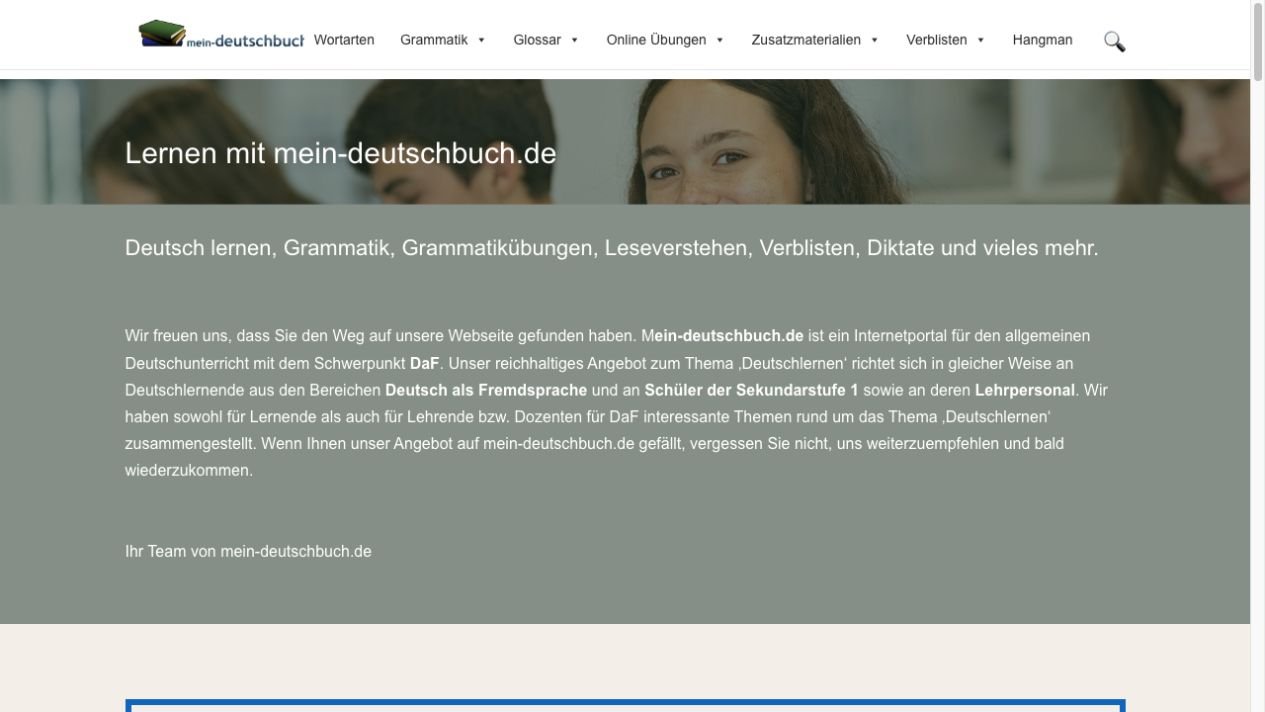 mein-deutschbuch
Wortarten
Grammatik
Glossar
Online Übungen
Zusatzmaterialien
Verblisten
Hangman
Lernen mit mein-deutschbuch.de
Deutsch lernen, Grammatik, Grammatikübungen, Leseverstehen, Verblisten, Diktate und vieles mehr.
Wir freuen uns, dass Sie den Weg auf unsere Webseite gefunden haben. Mein-deutschbuch.de ist ein Internetportal für den allgemeinen
Deutschunterricht mit dem Schwerpunkt DaF. Unser reichhaltiges Angebot zum Thema ‚Deutschlernen‘ richtet sich in gleicher Weise an
Deutschlernende aus den Bereichen Deutsch als Fremdsprache und an Schüler der Sekundarstufe 1 sowie an deren Lehrpersonal. Wir
haben sowohl für Lernende als auch für Lehrende bzw. Dozenten für DaF interessante Themen rund um das Thema ‚Deutschlernen‘
zusammengestellt. Wenn Ihnen unser Angebot auf mein-deutschbuch.de gefällt, vergessen Sie nicht, uns weiterzuempfehlen und bald
wiederzukommen.
Ihr Team von mein-deutschbuch.de